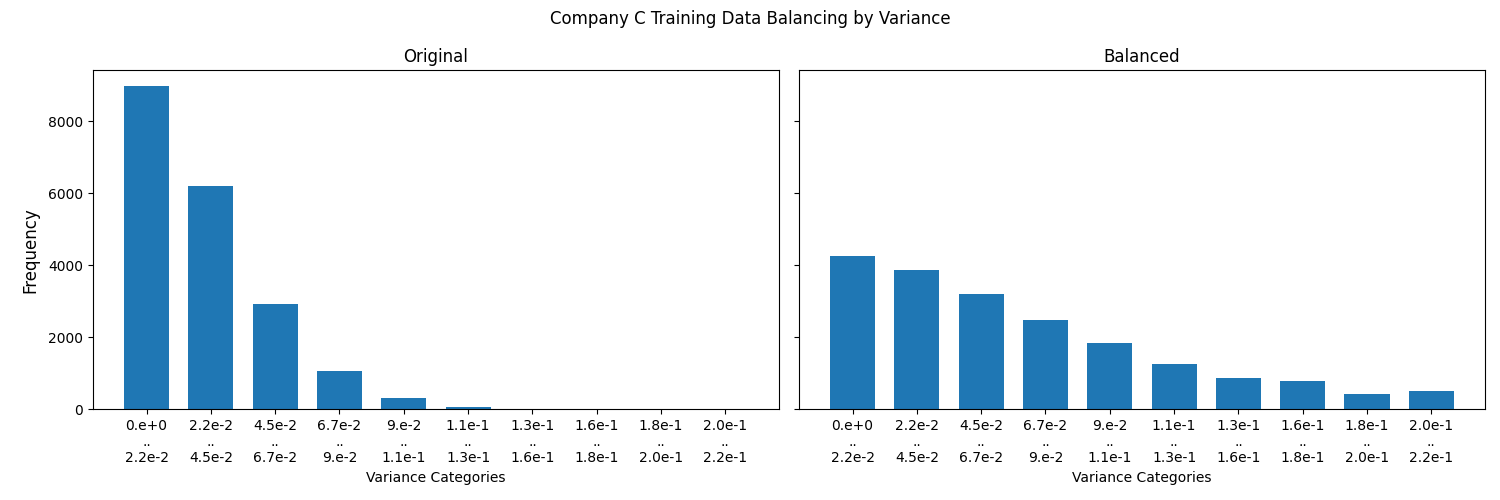 Company C Training Data Balancing by Variance
Original
Frequency
8000
6000
4000
2000
0
0.e+0 2.2e-2 4.5e-2 6.7e-2 9.e-2 1.1e-1 1.3e-1 1.6e-1 1.8e-1 2.0e-1
.. .. .. .. .. .. .. .. .. ..
2.2e-2 4.5e-2 6.7e-2 9.e-2 1.1e-1 1.3e-1 1.6e-1 1.8e-1 2.0e-1 2.2e-1
Variance Categories
Balanced
0.e+0 2.2e-2 4.5e-2 6.7e-2 9.e-2 1.1e-1 1.3e-1 1.6e-1 1.8e-1 2.0e-1
.. .. .. .. .. .. .. .. .. ..
2.2e-2 4.5e-2 6.7e-2 9.e-2 1.1e-1 1.3e-1 1.6e-1 1.8e-1 2.0e-1 2.2e-1
Variance Categories